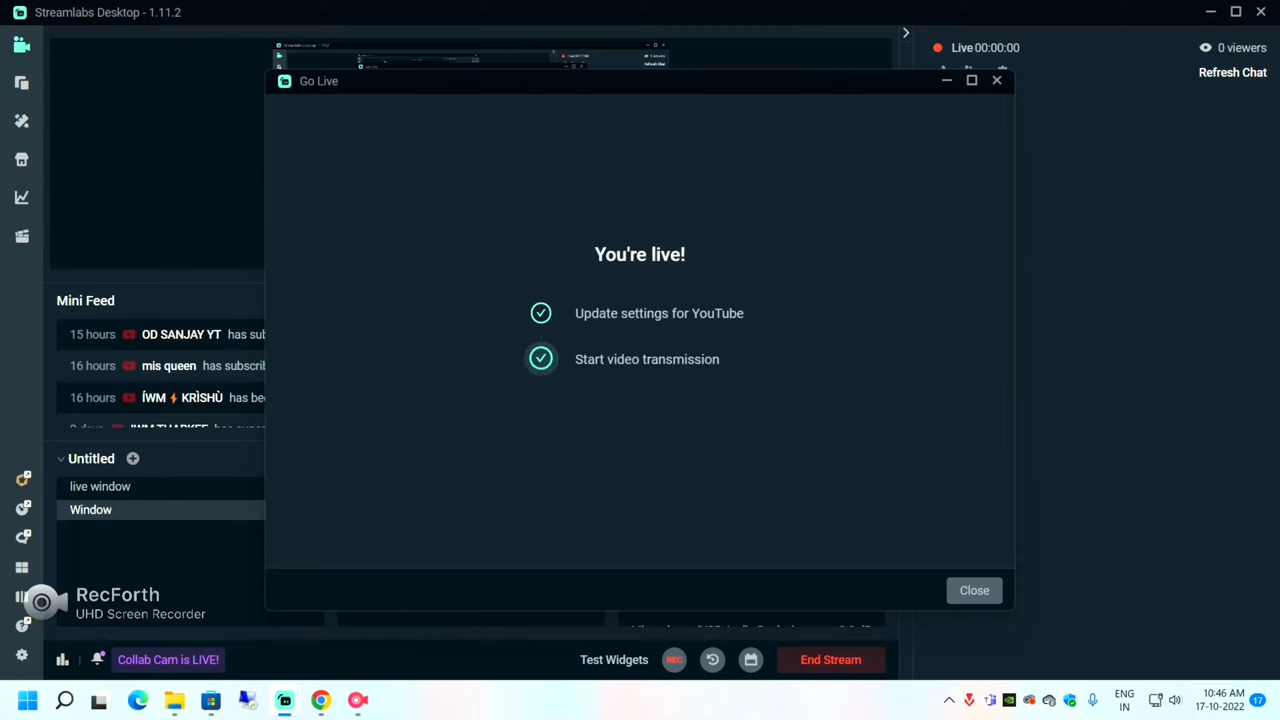 Streamlabs Desktop - 1.11.2
Live 00:00:00
0 viewers
Refresh Chat
Go Live
You're live!
Update settings for YouTube
Start video transmission
Mini Feed
15 hours OD SANJAY YT has sub
16 hours mis queen has subscrib
16 hours ÍWM ⚡ KRÌSHÙ has be
Untitled
live window
Window
RecForth
UHD Screen Recorder
Close
Collab Cam is LIVE!
Test Widgets
REC
End Stream
ENG
IN
10:46 AM
17-10-2022
17